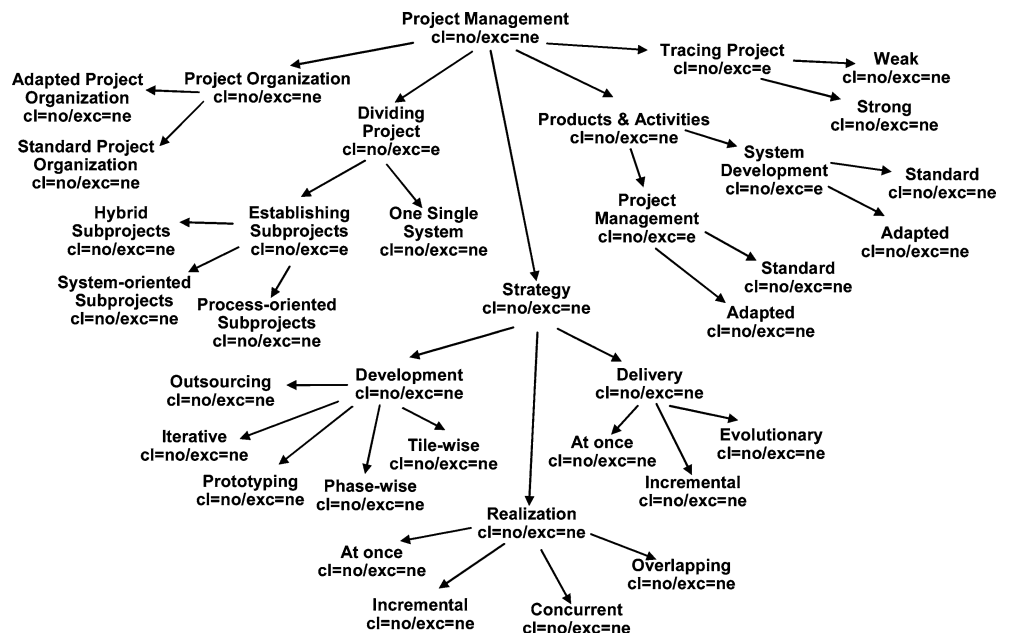 Project Management
cl=no/exc=ne
Tracing Project
cl=no/exc=e
Weak
cl=no/exc=ne
Strong
cl=no/exc=ne
Adapted Project
Organization
cl=no/exc=ne
Project Organization
cl=no/exc=ne
Standard Project
Organization
cl=no/exc=ne
Dividing
Project
cl=no/exc=e
Products & Activities
cl=no/exc=ne
System
Development
cl=no/exc=e
Standard
cl=no/exc=ne
Adapted
cl=no/exc=ne
Project
Management
cl=no/exc=e
Standard
cl=no/exc=ne
Adapted
cl=no/exc=ne
Hybrid
Subprojects
cl=no/exc=ne
Establishing
Subprojects
cl=no/exc=e
One Single
System
cl=no/exc=ne
System-oriented
Subprojects
cl=no/exc=ne
Process-oriented
Subprojects
cl=no/exc=ne
Strategy
cl=no/exc=ne
Development
cl=no/exc=ne
Outsourcing
cl=no/exc=ne
Iterative
cl=no/exc=ne
Prototyping
cl=no/exc=ne
Phase-wise
cl=no/exc=ne
Tile-wise
cl=no/exc=ne
Delivery
cl=no/exc=ne
At once
cl=no/exc=ne
Incremental
cl=no/exc=ne
Evolutionary
cl=no/exc=ne
Realization
cl=no/exc=ne
At once
cl=no/exc=ne
Incremental
cl=no/exc=ne
Concurrent
cl=no/exc=ne
Overlapping
cl=no/exc=ne